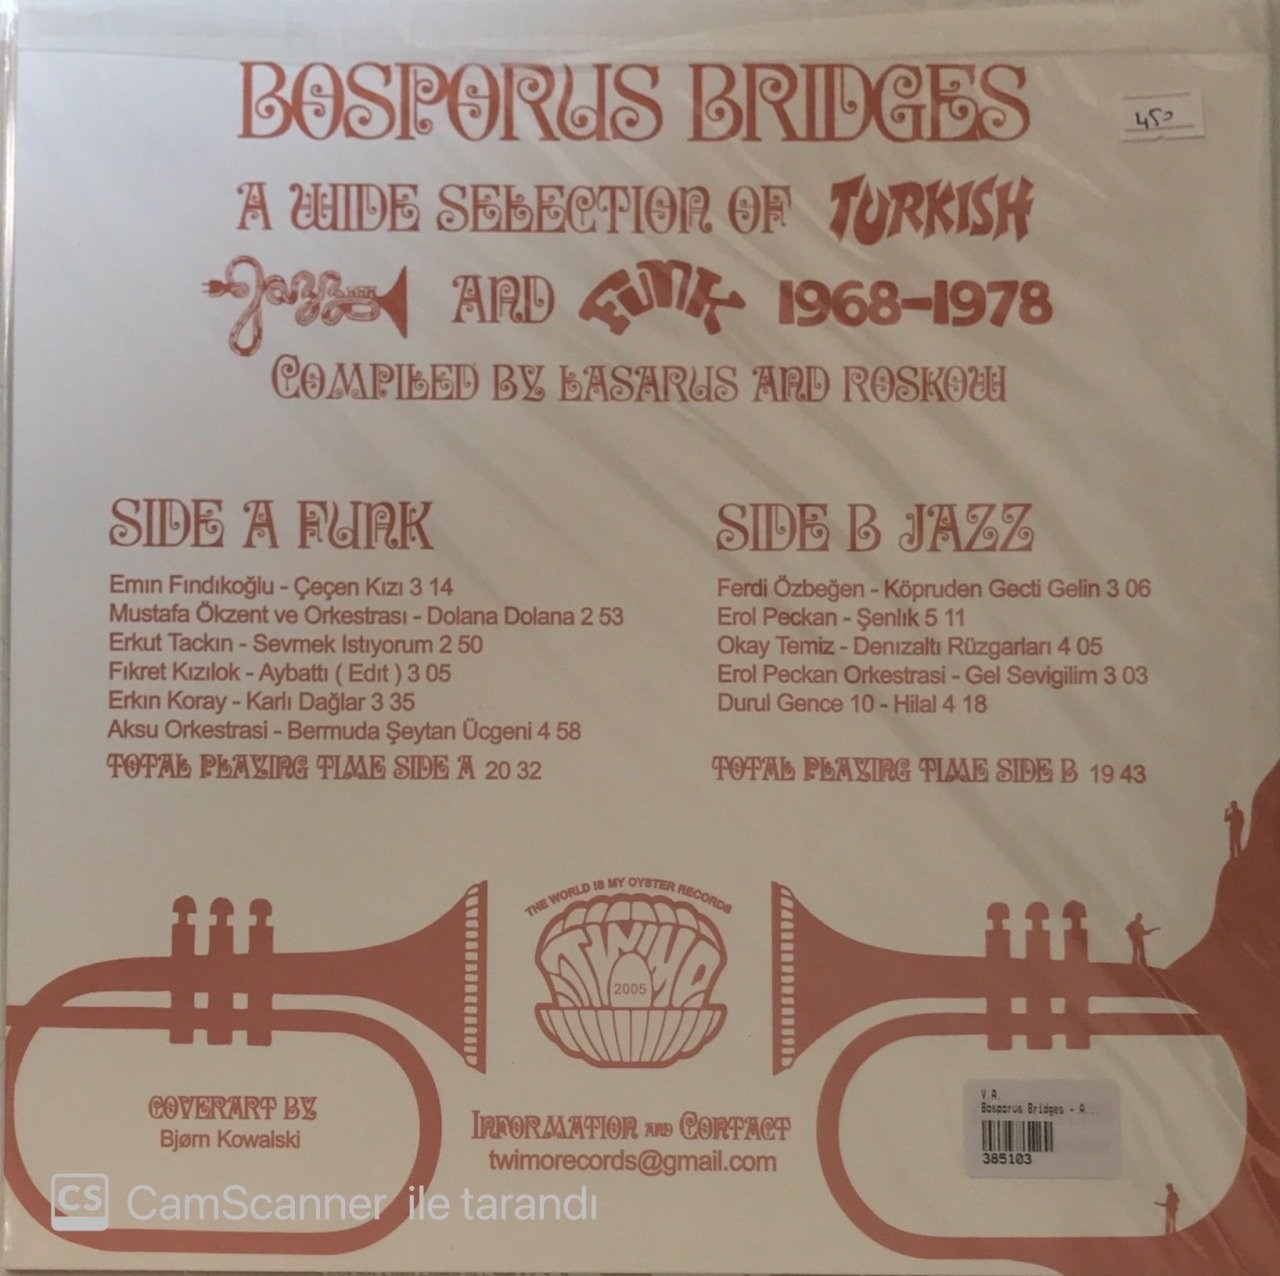 BOSPORUS BRIDGES
450
A WIDE SELECTION OF TURKISH
Jazz AND FUNK 1968-1978
COMPILED BY LASARUS AND ROSKOW
SIDE A FUNK
Emın Fındıkoğlu - Çeçen Kızı 3 14
Mustafa Ökzent ve Orkestrası - Dolana Dolana 2 53
Erkut Tackın - Sevmek Istıyorum 2 50
Fıkret Kızılok - Aybattı ( Edıt ) 3 05
Erkın Koray - Karlı Dağlar 3 35
Aksu Orkestrasi - Bermuda Şeytan Ücgeni 4 58
TOTAL PLAYING TIME SIDE A 20 32
SIDE B JAZZ
Ferdi Özbeğen - Köpruden Gecti Gelin 3 06
Erol Peckan - Şenlık 5 11
Okay Temiz - Denızaltı Rüzgarları 4 05
Erol Peckan Orkestrasi - Gel Sevigilim 3 03
Durul Gence 10 - Hilal 4 18
TOTAL PLAYING TIME SIDE B 19 43
THE WORLD IS MY OYSTER RECORDS
TWIMO
2005
COVERART BY
Bjørn Kowalski
INFORMATION AND CONTACT
twimorecords@gmail.com
V.A.
Bosporus Bridges - A...
385103
CS CamScanner ile tarandı